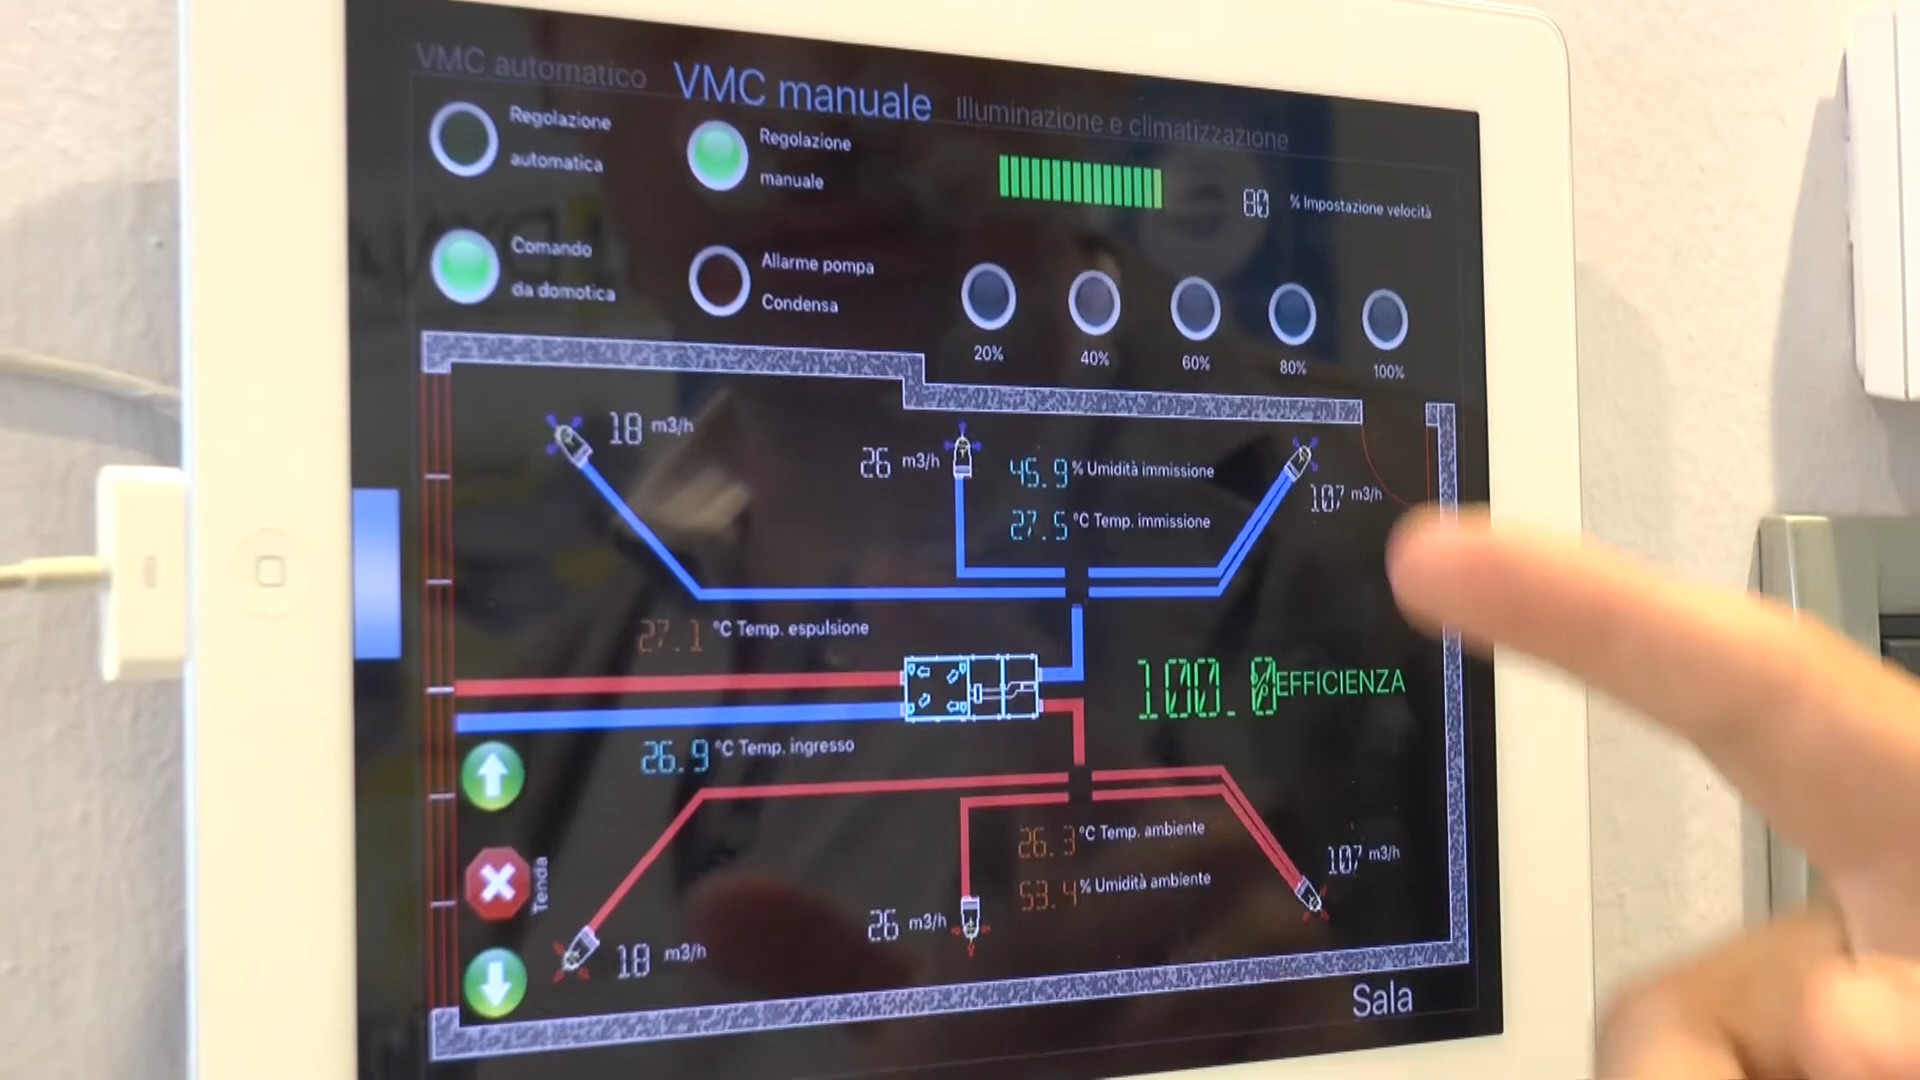 VMC automatico
VMC manuale
Illuminazione e climatizzazione
Regolazione
automatica
Regolazione
manuale
80 % Impostazione velocità
Comando
da domotica
Allarme pompa
Condensa
20%
40%
60%
80%
100%
18 m3/h
26 m3/h
45.9 % Umidità immissione
107 m3/h
27.5 °C Temp. immissione
27.1 °C Temp. espulsione
100.0 % EFFICIENZA
26.9 °C Temp. ingresso
26.3 °C Temp. ambiente
107 m3/h
53.4 % Umidità ambiente
Tenda
26 m3/h
18 m3/h
Sala